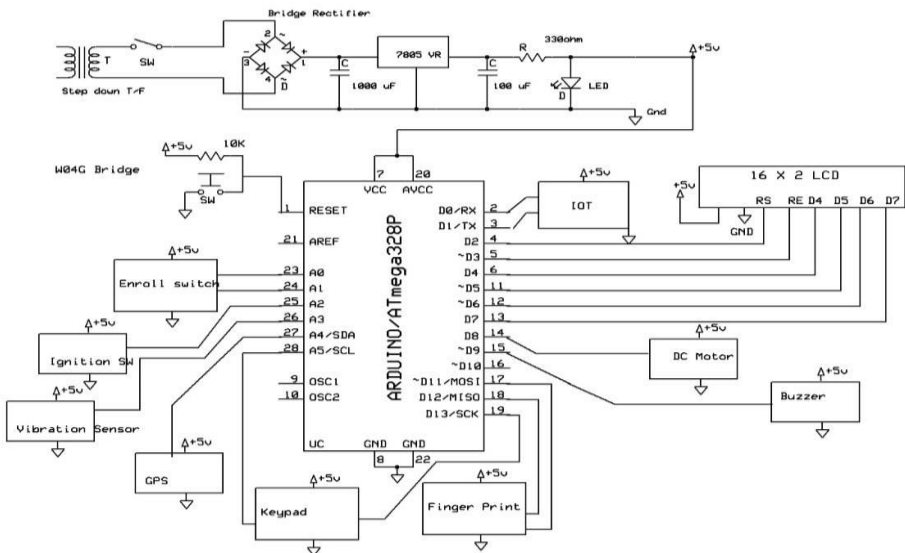 Bridge Rectifier
T
SW
Step down T/F
- 2 ~
3 1 +
4 ~
D
C
1000 uF
7805 VR
C
100 uF
R
330ohm
D
LED
+5v
Gnd
W04G Bridge
+5v
10K
SW
7 20
VCC AVCC
ARDUINO/ATmega328P
1 RESET
21 AREF
23 A0
24 A1
25 A2
26 A3
27 A4/SDA
28 A5/SCL
9 OSC1
10 OSC2
UC
GND GND
8 22
D0/RX 2
D1/TX 3
D2 4
~D3 5
D4 6
~D5 11
~D6 12
D7 13
D8 14
~D9 15
~D10 16
~D11/MOSI 17
D12/MISO 18
D13/SCK 19
+5v
IOT
+5v
16 X 2 LCD
RS RE D4 D5 D6 D7
GND
+5v
Enroll switch
+5v
Ignition SW
+5v
Vibration Sensor
+5v
GPS
+5v
Keypad
+5v
Finger Print
+5v
DC Motor
+5v
Buzzer